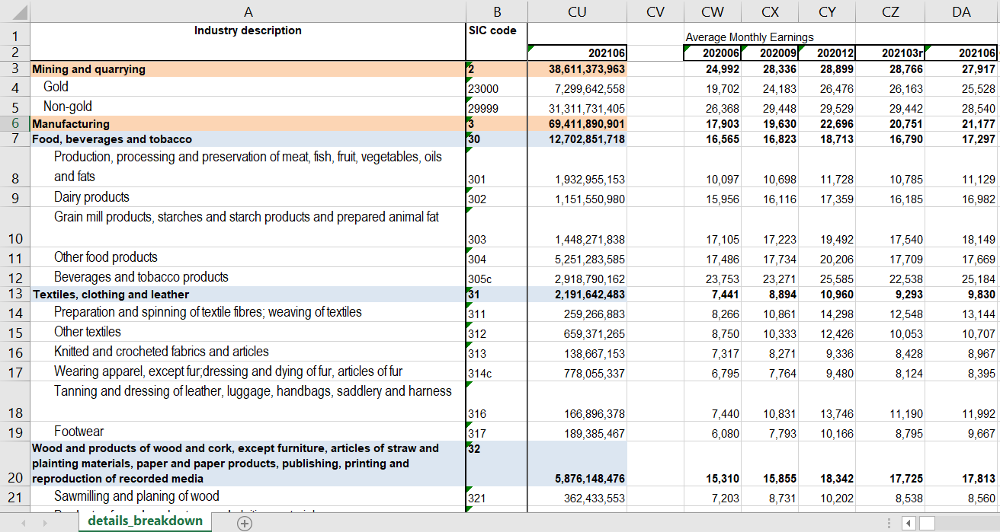 A B CU CV CW CX CY CZ DA
1 Industry description SIC code Average Monthly Earnings
2 202106 202006 202009 202012 202103r 202106
3 Mining and quarrying 2 38,611,373,963 24,992 28,336 28,899 28,766 27,917
4 Gold 23000 7,299,642,558 19,702 24,183 26,476 26,163 25,528
5 Non-gold 29999 31,311,731,405 26,368 29,448 29,529 29,442 28,540
6 Manufacturing 3 69,411,890,901 17,903 19,630 22,696 20,751 21,177
7 Food, beverages and tobacco 30 12,702,851,718 16,565 16,823 18,713 16,790 17,297
Production, processing and preservation of meat, fish, fruit, vegetables, oils
8 and fats 301 1,932,955,153 10,097 10,698 11,728 10,785 11,129
9 Dairy products 302 1,151,550,980 15,956 16,116 17,359 16,185 16,982
Grain mill products, starches and starch products and prepared animal fat
10 303 1,448,271,838 17,105 17,223 19,492 17,540 18,149
11 Other food products 304 5,251,283,585 17,486 17,734 20,206 17,709 17,669
12 Beverages and tobacco products 305c 2,918,790,162 23,753 23,271 25,585 22,538 25,184
13 Textiles, clothing and leather 31 2,191,642,483 7,441 8,894 10,960 9,293 9,830
14 Preparation and spinning of textile fibres; weaving of textiles 311 259,266,883 8,266 10,861 14,298 12,548 13,144
15 Other textiles 312 659,371,265 8,750 10,333 12,426 10,053 10,707
16 Knitted and crocheted fabrics and articles 313 138,667,153 7,317 8,271 9,336 8,428 8,967
17 Wearing apparel, except fur;dressing and dying of fur, articles of fur 314c 778,055,337 6,795 7,764 9,480 8,124 8,395
Tanning and dressing of leather, luggage, handbags, saddlery and harness
18 316 166,896,378 7,440 10,831 13,746 11,190 11,992
19 Footwear 317 189,385,467 6,080 7,793 10,166 8,795 9,667
Wood and products of wood and cork, except furniture, articles of straw and 32
plainting materials, paper and paper products, publishing, printing and
20 reproduction of recorded media 5,876,148,476 15,310 15,855 18,342 17,725 17,813
21 Sawmilling and planing of wood 321 362,433,553 7,203 8,731 10,202 8,538 8,560
details_breakdown